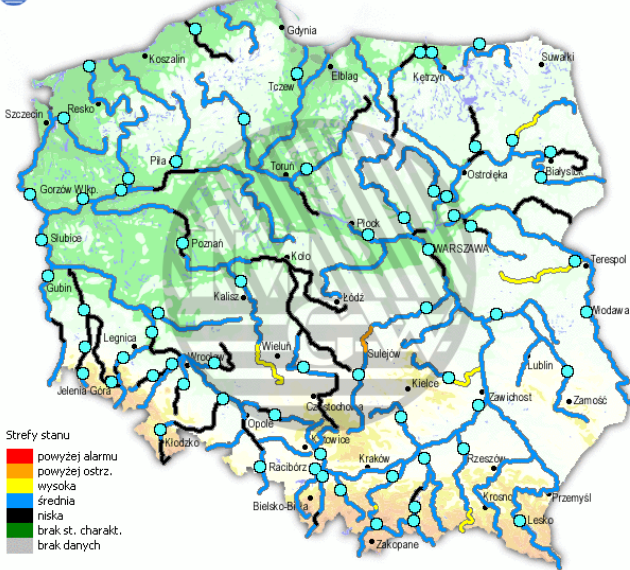 Gdynia
Koszalin
Suwałki
Elbląg
Kętrzyn
Tczew
Resko
Szczecin
Ostrołęka
Piła
Toruń
Białystok
Gorzów Wlkp.
Płock
Słubice
Poznań
WARSZAWA
Koło
Terespol
Gubin
Kalisz
Łódź
Włodawa
Legnica
Wieluń
Sulejów
Wrocław
Lublin
Jelenia Góra
Kielce
Zawichost
Zamość
Częstochowa
Opole
Strefy stanu
Kłodzko
Katowice
powyżej alarmu
Racibórz
Kraków
Rzeszów
powyżej ostrz.
wysoka
Krosno
Przemyśl
średnia
Bielsko-Biała
niska
Lesko
brak st. charakt.
Zakopane
brak danych